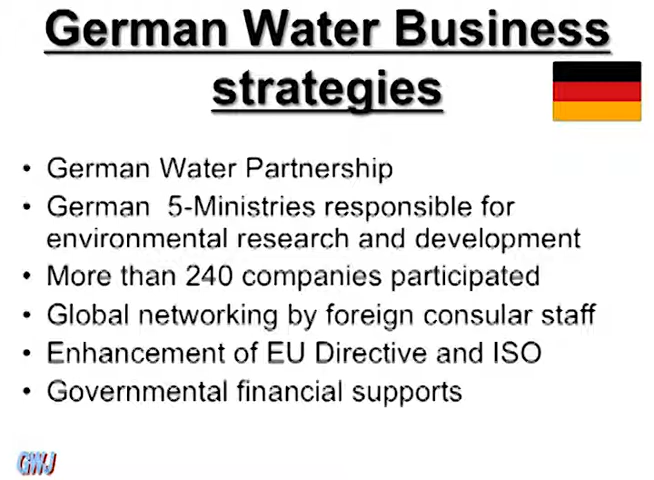 German Water Business
strategies
• German Water Partnership
• German 5-Ministries responsible for
environmental research and development
• More than 240 companies participated
• Global networking by foreign consular staff
• Enhancement of EU Directive and ISO
• Governmental financial supports
GWJ